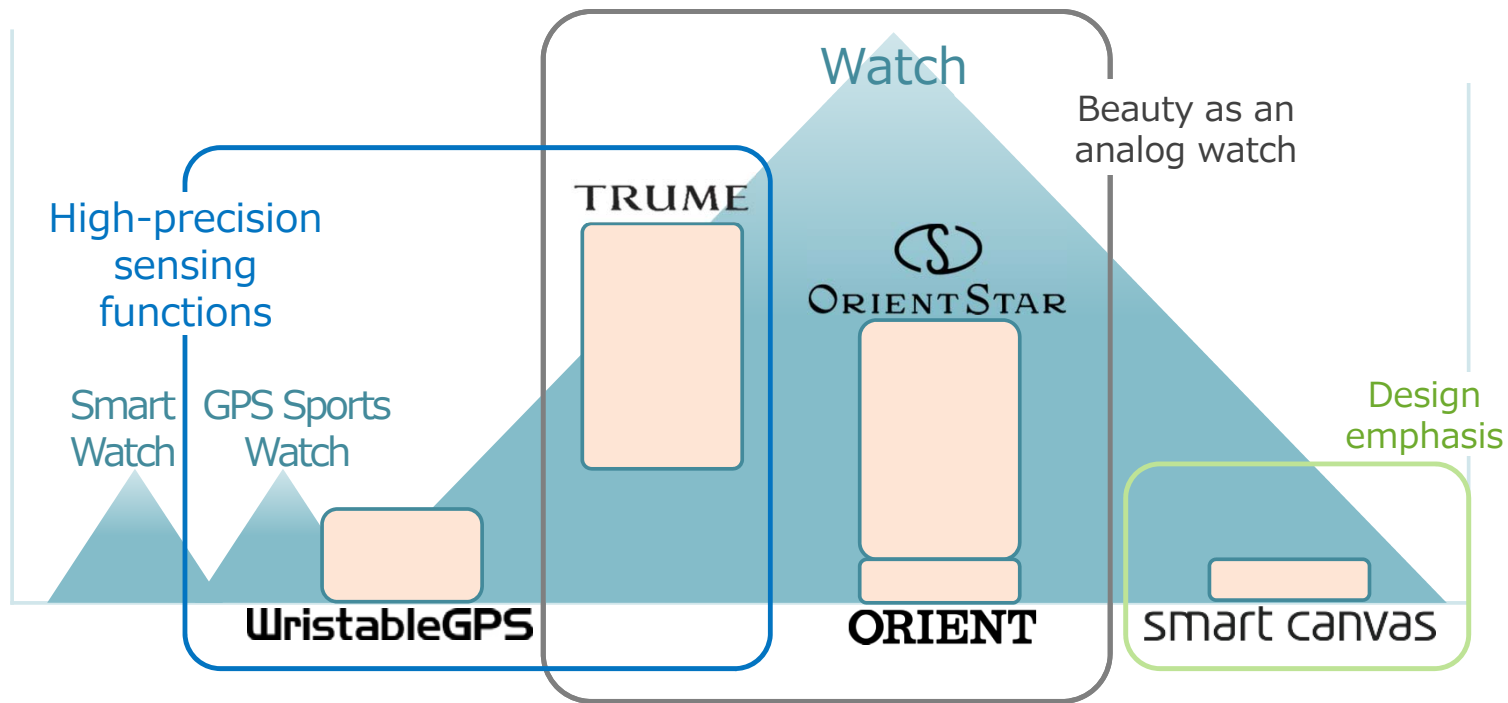 Watch
Beauty as an
analog watch
TRUME
High-precision
sensing
functions
ORIENT STAR
Smart
Watch
GPS Sports
Watch
Design
emphasis
WristableGPS
ORIENT
smart canvas